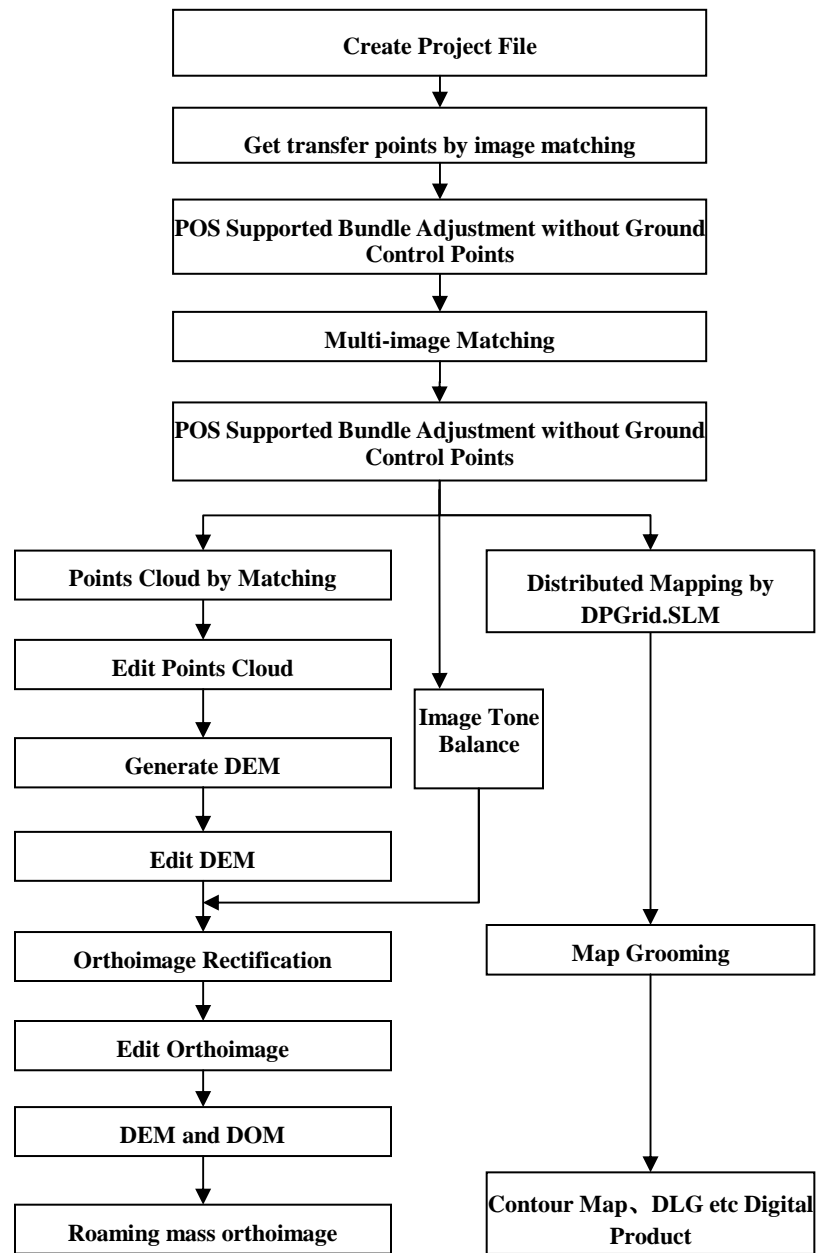 Create Project File
Get transfer points by image matching
POS Supported Bundle Adjustment without Ground
Control Points
Multi-image Matching
POS Supported Bundle Adjustment without Ground
Control Points
Points Cloud by Matching
Edit Points Cloud
Generate DEM
Edit DEM
Image Tone
Balance
Orthoimage Rectification
Edit Orthoimage
DEM and DOM
Roaming mass orthoimage
Distributed Mapping by
DPGrid.SLM
Map Grooming
Contour Map、DLG etc Digital
Product